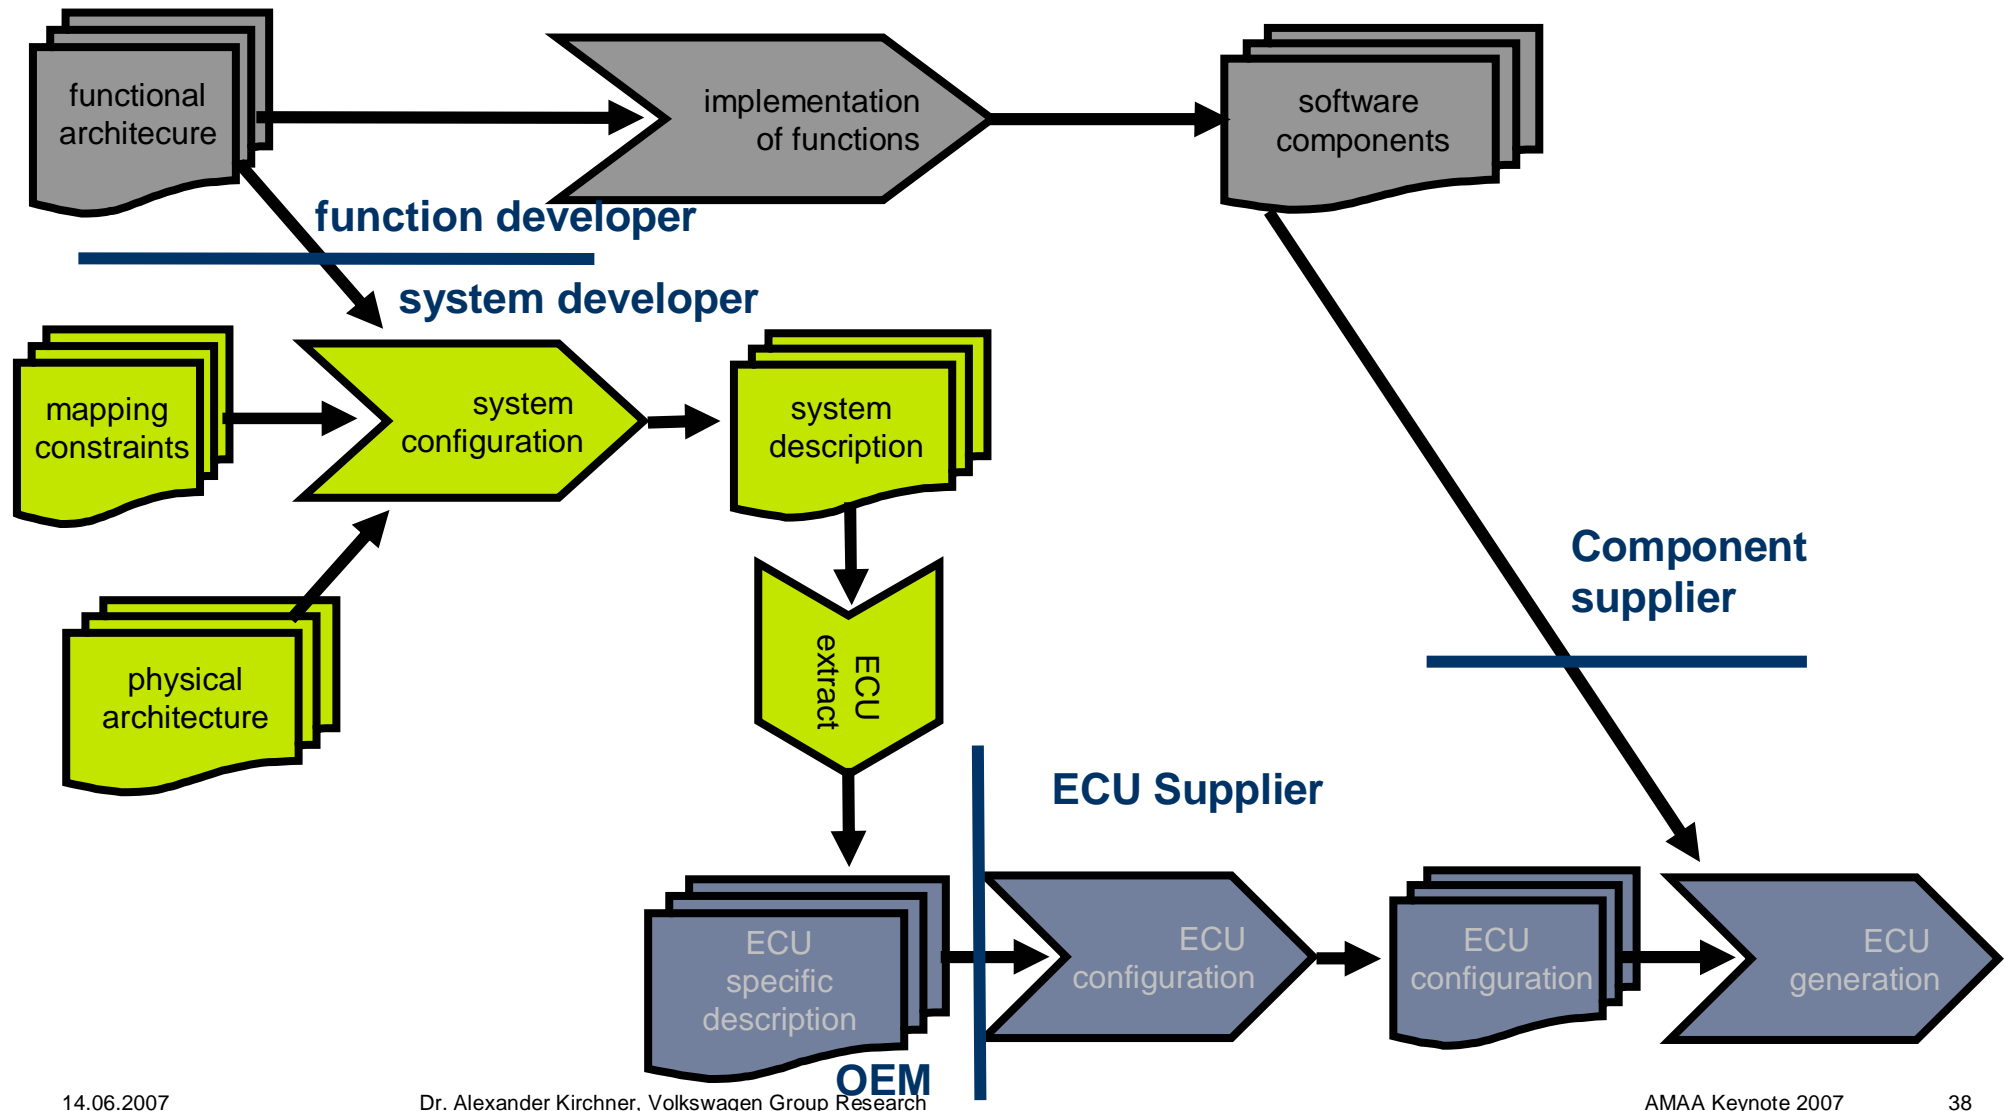 functional
architecure
implementation
of functions
software
components
function developer
system developer
mapping
constraints
system
configuration
system
description
Component
supplier
physical
architecture
ECU
extract
ECU Supplier
ECU
specific
description
ECU
configuration
ECU
configuration
ECU
generation
OEM
14.06.2007
Dr. Alexander Kirchner, Volkswagen Group Research
AMAA Keynote 2007
38